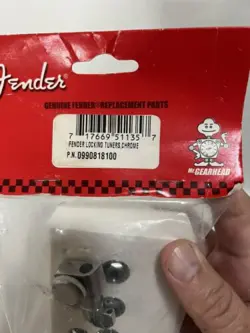 Fender
GENUINE FENDER® REPLACEMENT PARTS
7 17669 51135 7
FENDER LOCKING TUNERS,CHROME
P.N. 0990818100
Mr GEARHEAD